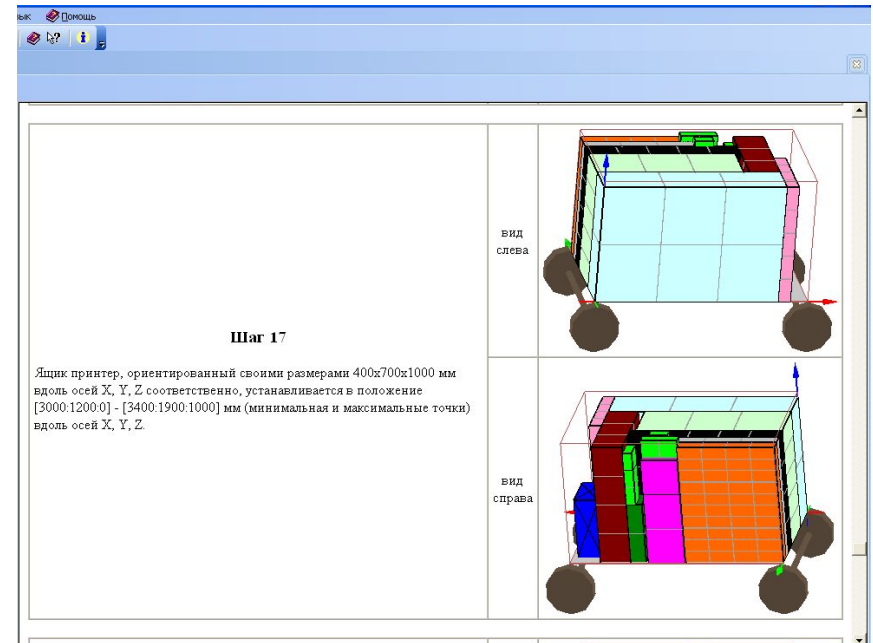 Помощь
Шаг 17
Ящик принтер, ориентированный своими размерами 400x700x1000 мм
вдоль осей X, Y, Z соответственно, устанавливается в положение
[3000:1200:0] - [3400:1900:1000] мм (минимальная и максимальные точки)
вдоль осей X, Y, Z.
вид
слева
вид
справа